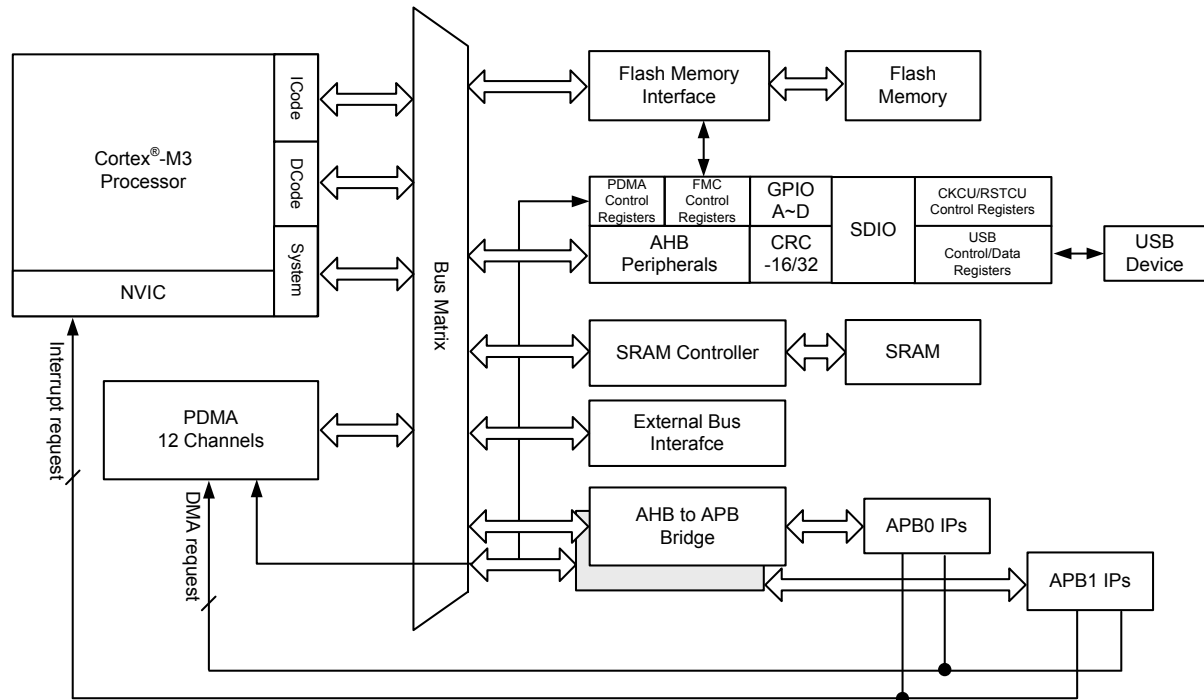 Cortex®-M3
Processor
ICode
DCode
System
NVIC
Interrupt request
PDMA
12 Channels
DMA request
Bus Matrix
Flash Memory
Interface
Flash
Memory
PDMA
Control
Registers
FMC
Control
Registers
GPIO
A~D
SDIO
CKCU/RSTCU
Control Registers
AHB
Peripherals
CRC
-16/32
USB
Control/Data
Registers
USB
Device
SRAM Controller
SRAM
External Bus
Interafce
AHB to APB
Bridge
APB0 IPs
APB1 IPs